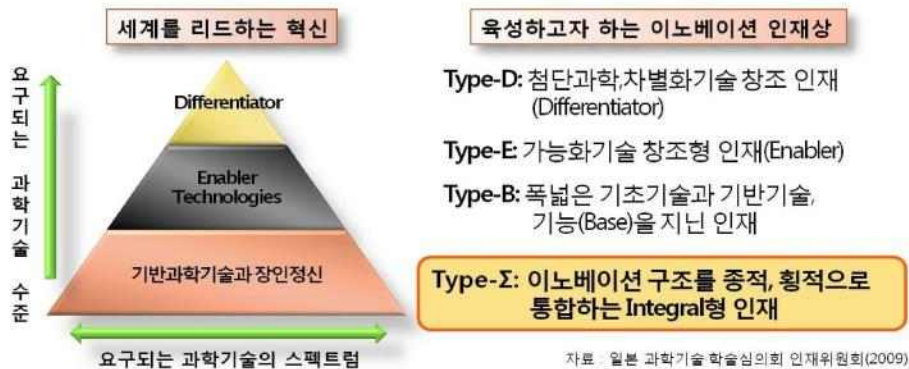 세계를 리드하는 혁신
육성하고자 하는 이노베이션 인재상
요구되는 과학기술 수준
Differentiator
Enabler
Technologies
기반과학기술과 장인정신
요구되는 과학기술의 스펙트럼
Type-D: 첨단과학,차별화기술 창조 인재
(Differentiator)
Type-E: 가능화기술 창조형 인재(Enabler)
Type-B: 폭넓은 기초기술과 기반기술,
기능(Base)을 지닌 인재
Type-Σ: 이노베이션 구조를 종적, 횡적으로
통합하는 Integral형 인재
자료 : 일본 과학기술 학술심의회 인재위원회(2009)